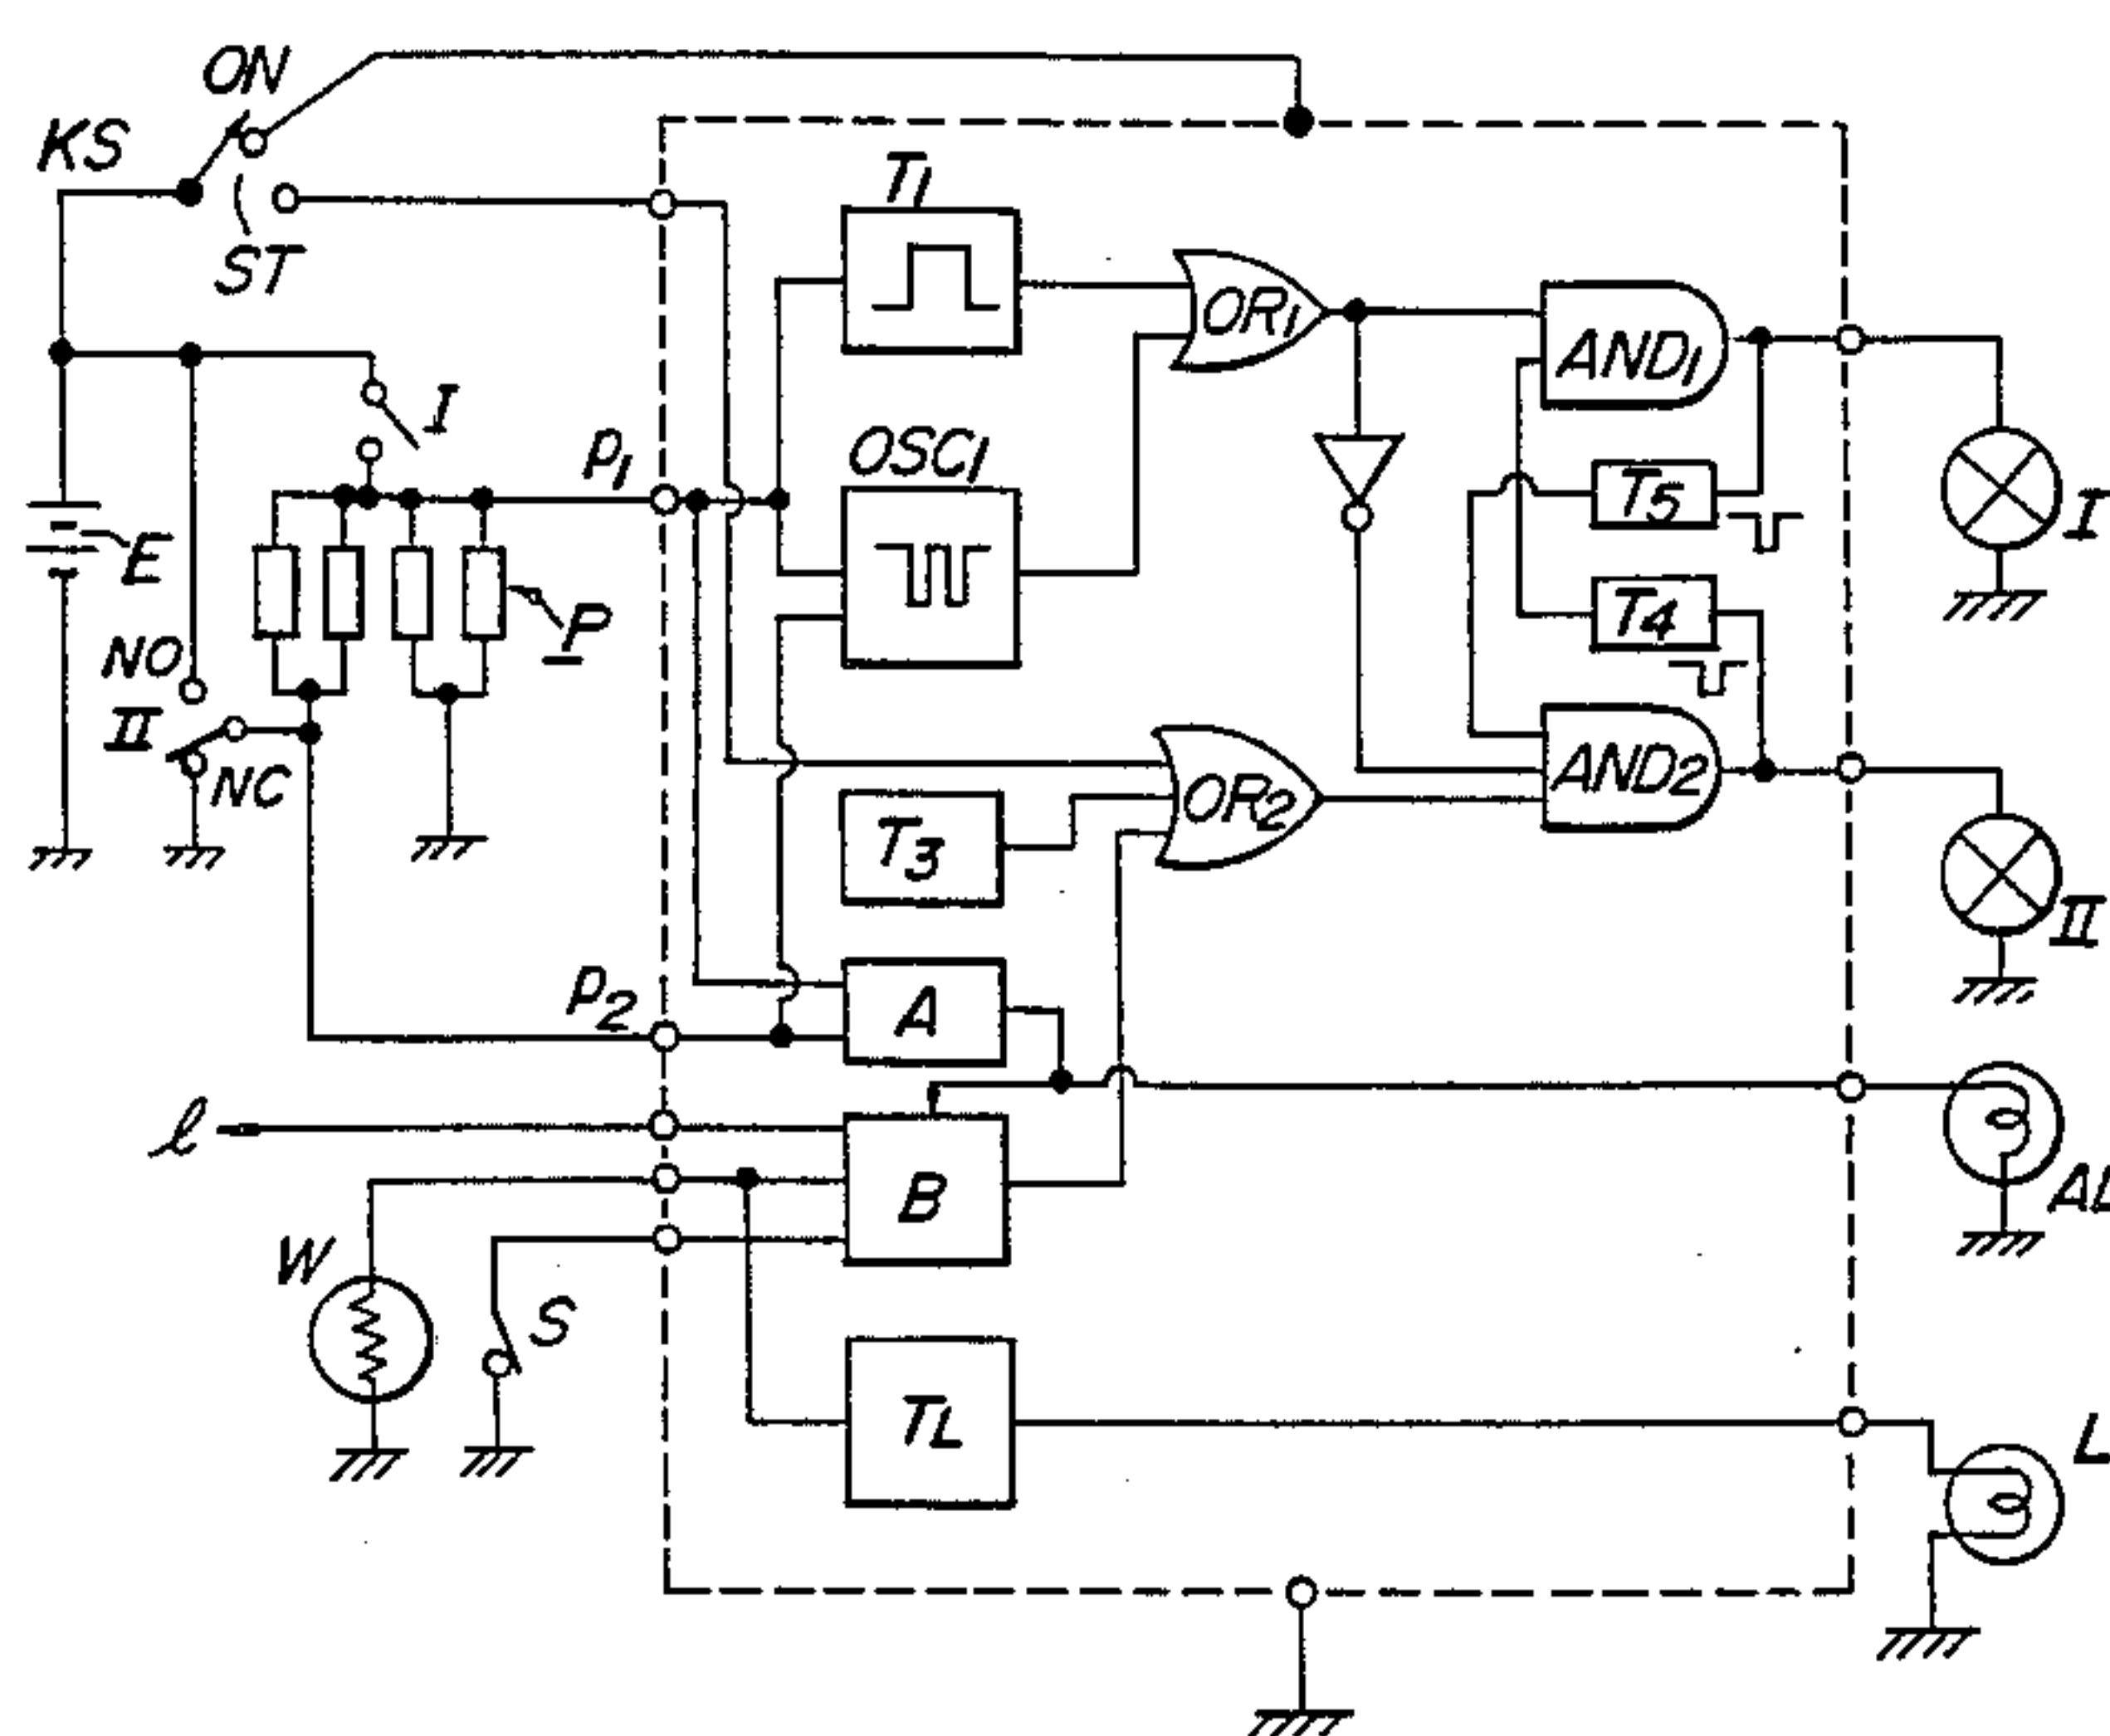 ON
KS
ST
T1
OR1
AND1
I
P1
OSC1
T5
I
E
P
T4
NO
II
NC
OR2
AND2
T3
II
P2
A
AL
ℓ
B
W
S
TL
L